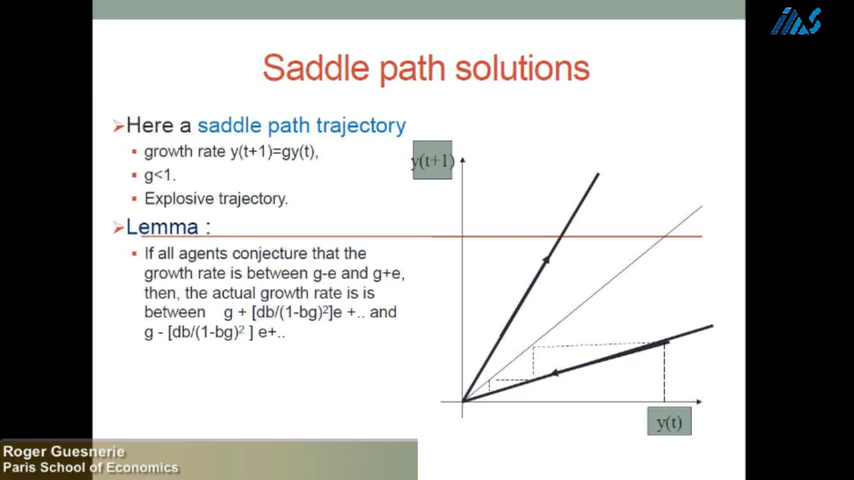 IAS
Saddle path solutions
Here a saddle path trajectory
growth rate y(t+1)=gy(t),
g<1.
Explosive trajectory.
Lemma :
If all agents conjecture that the
growth rate is between g-e and g+e,
then, the actual growth rate is is
between g + [db/(1-bg)²]e +.. and
g - [db/(1-bg)² ] e+..
y(t+1)
y(t)
Roger Guesnerie
Paris School of Economics